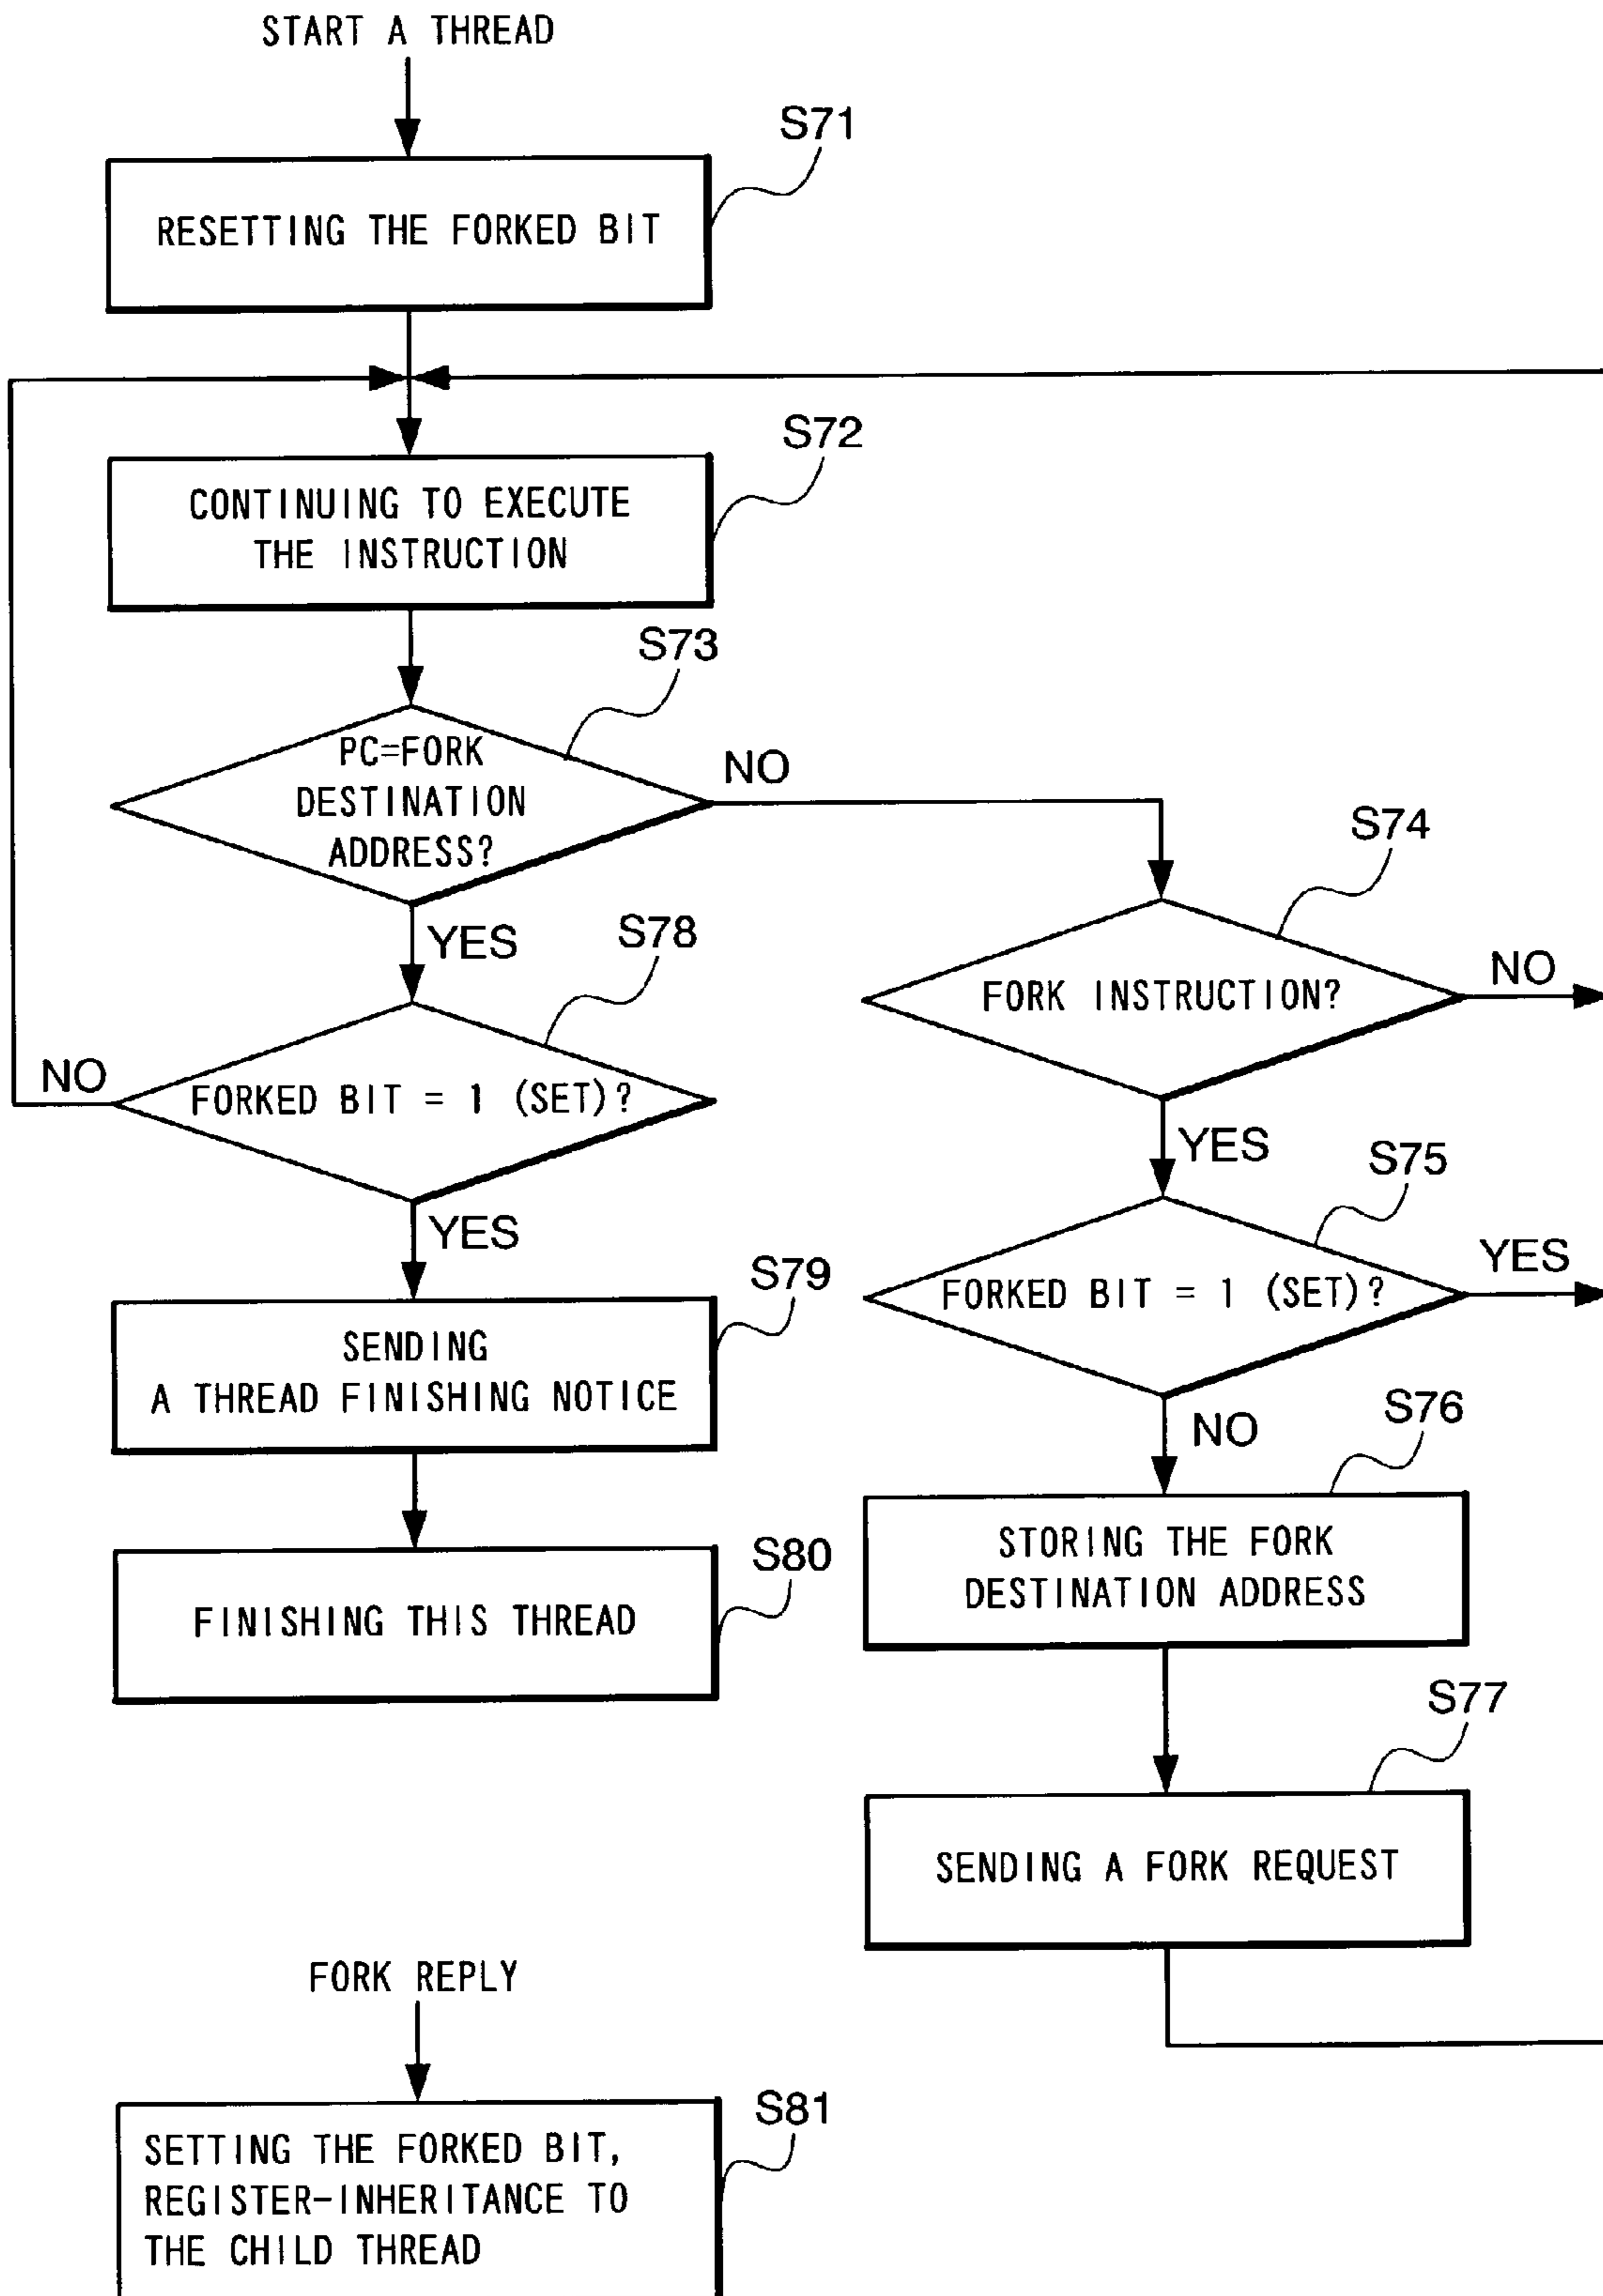 START A THREAD
S71
RESETTING THE FORKED BIT
S72
CONTINUING TO EXECUTE
THE INSTRUCTION
S73
PC=FORK
DESTINATION
ADDRESS?
NO
YES
S74
FORK INSTRUCTION?
NO
YES
S78
FORKED BIT = 1 (SET)?
NO
YES
S75
FORKED BIT = 1 (SET)?
YES
NO
S79
SENDING
A THREAD FINISHING NOTICE
S76
STORING THE FORK
DESTINATION ADDRESS
S80
FINISHING THIS THREAD
S77
SENDING A FORK REQUEST
FORK REPLY
S81
SETTING THE FORKED BIT,
REGISTER-INHERITANCE TO
THE CHILD THREAD